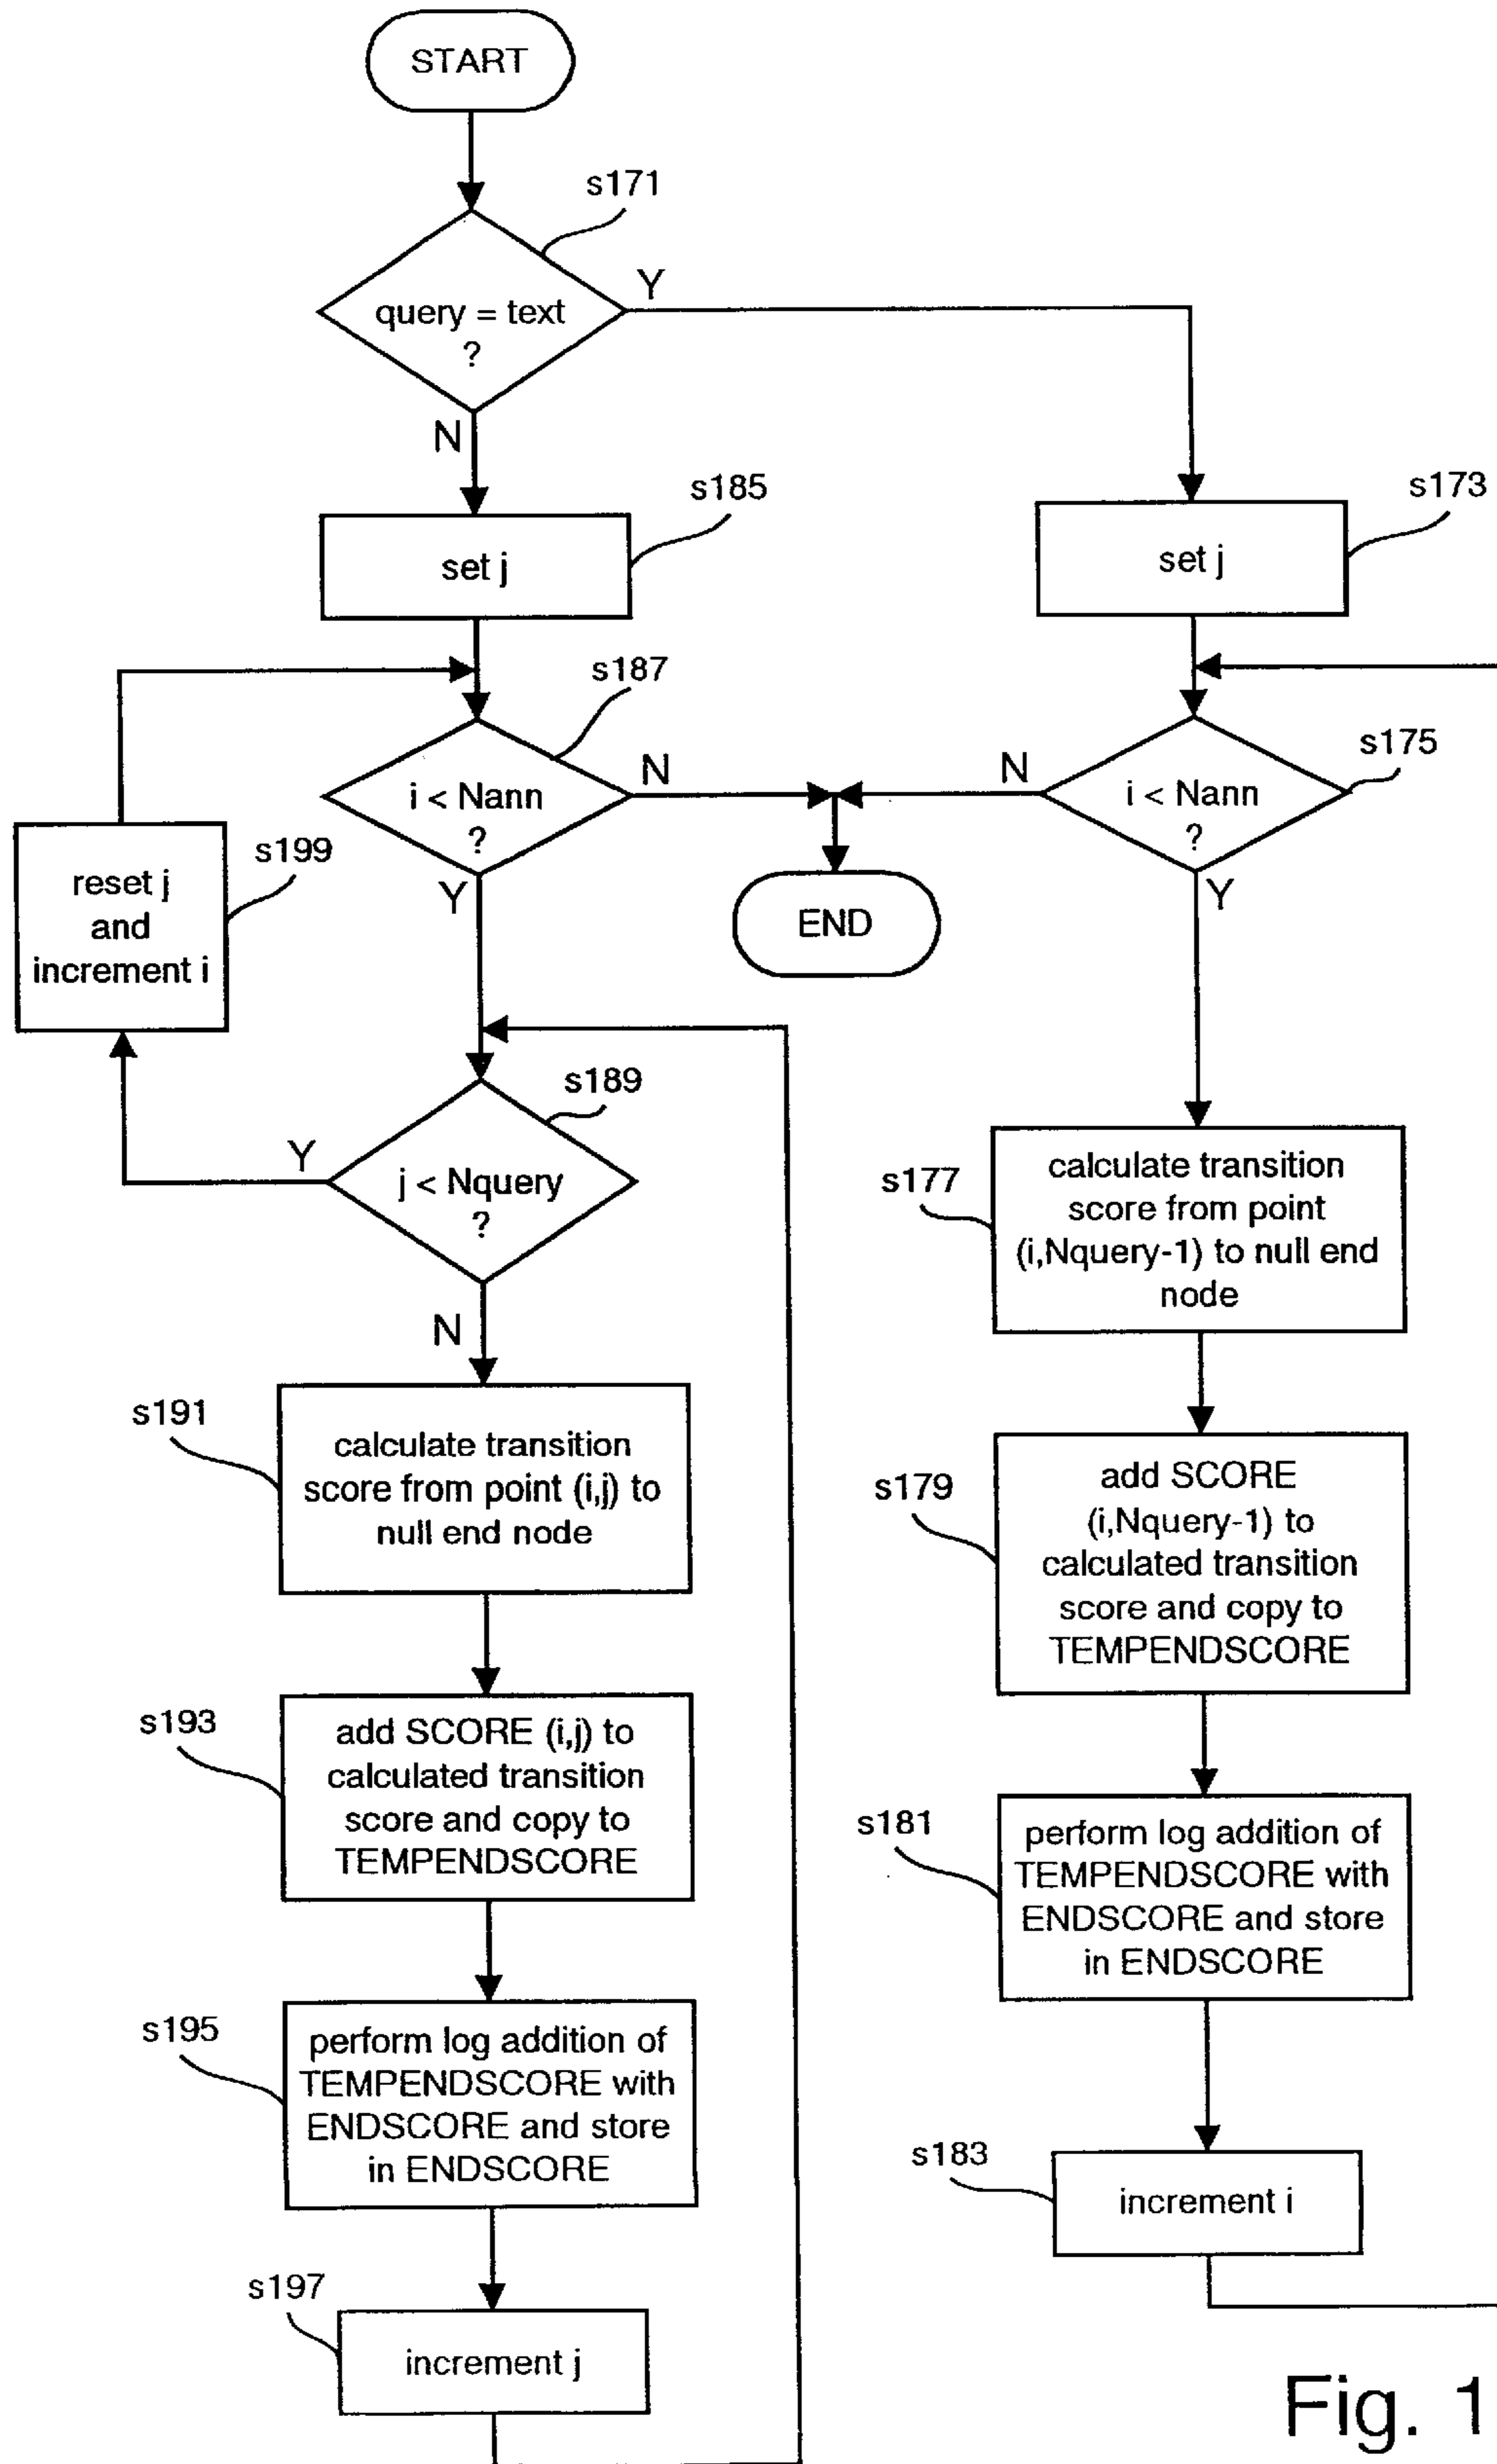 START
s171
Y
query = text
?
N
s185
s173
set j
set j
s187
s175
N
N
i < Nann
?
i < Nann
?
s199
reset j
and
increment i
Y
Y
END
s189
Y
j < Nquery
?
s177
calculate transition
score from point
(i,Nquery-1) to null end
node
N
s191
calculate transition
score from point (i,j) to
null end node
s179
add SCORE
(i,Nquery-1) to
calculated transition
score and copy to
TEMPENDSCORE
s193
add SCORE (i,j) to
calculated transition
score and copy to
TEMPENDSCORE
s181
perform log addition of
TEMPENDSCORE with
ENDSCORE and store
in ENDSCORE
s195
perform log addition of
TEMPENDSCORE with
ENDSCORE and store
in ENDSCORE
s183
increment i
s197
increment j
Fig. 1